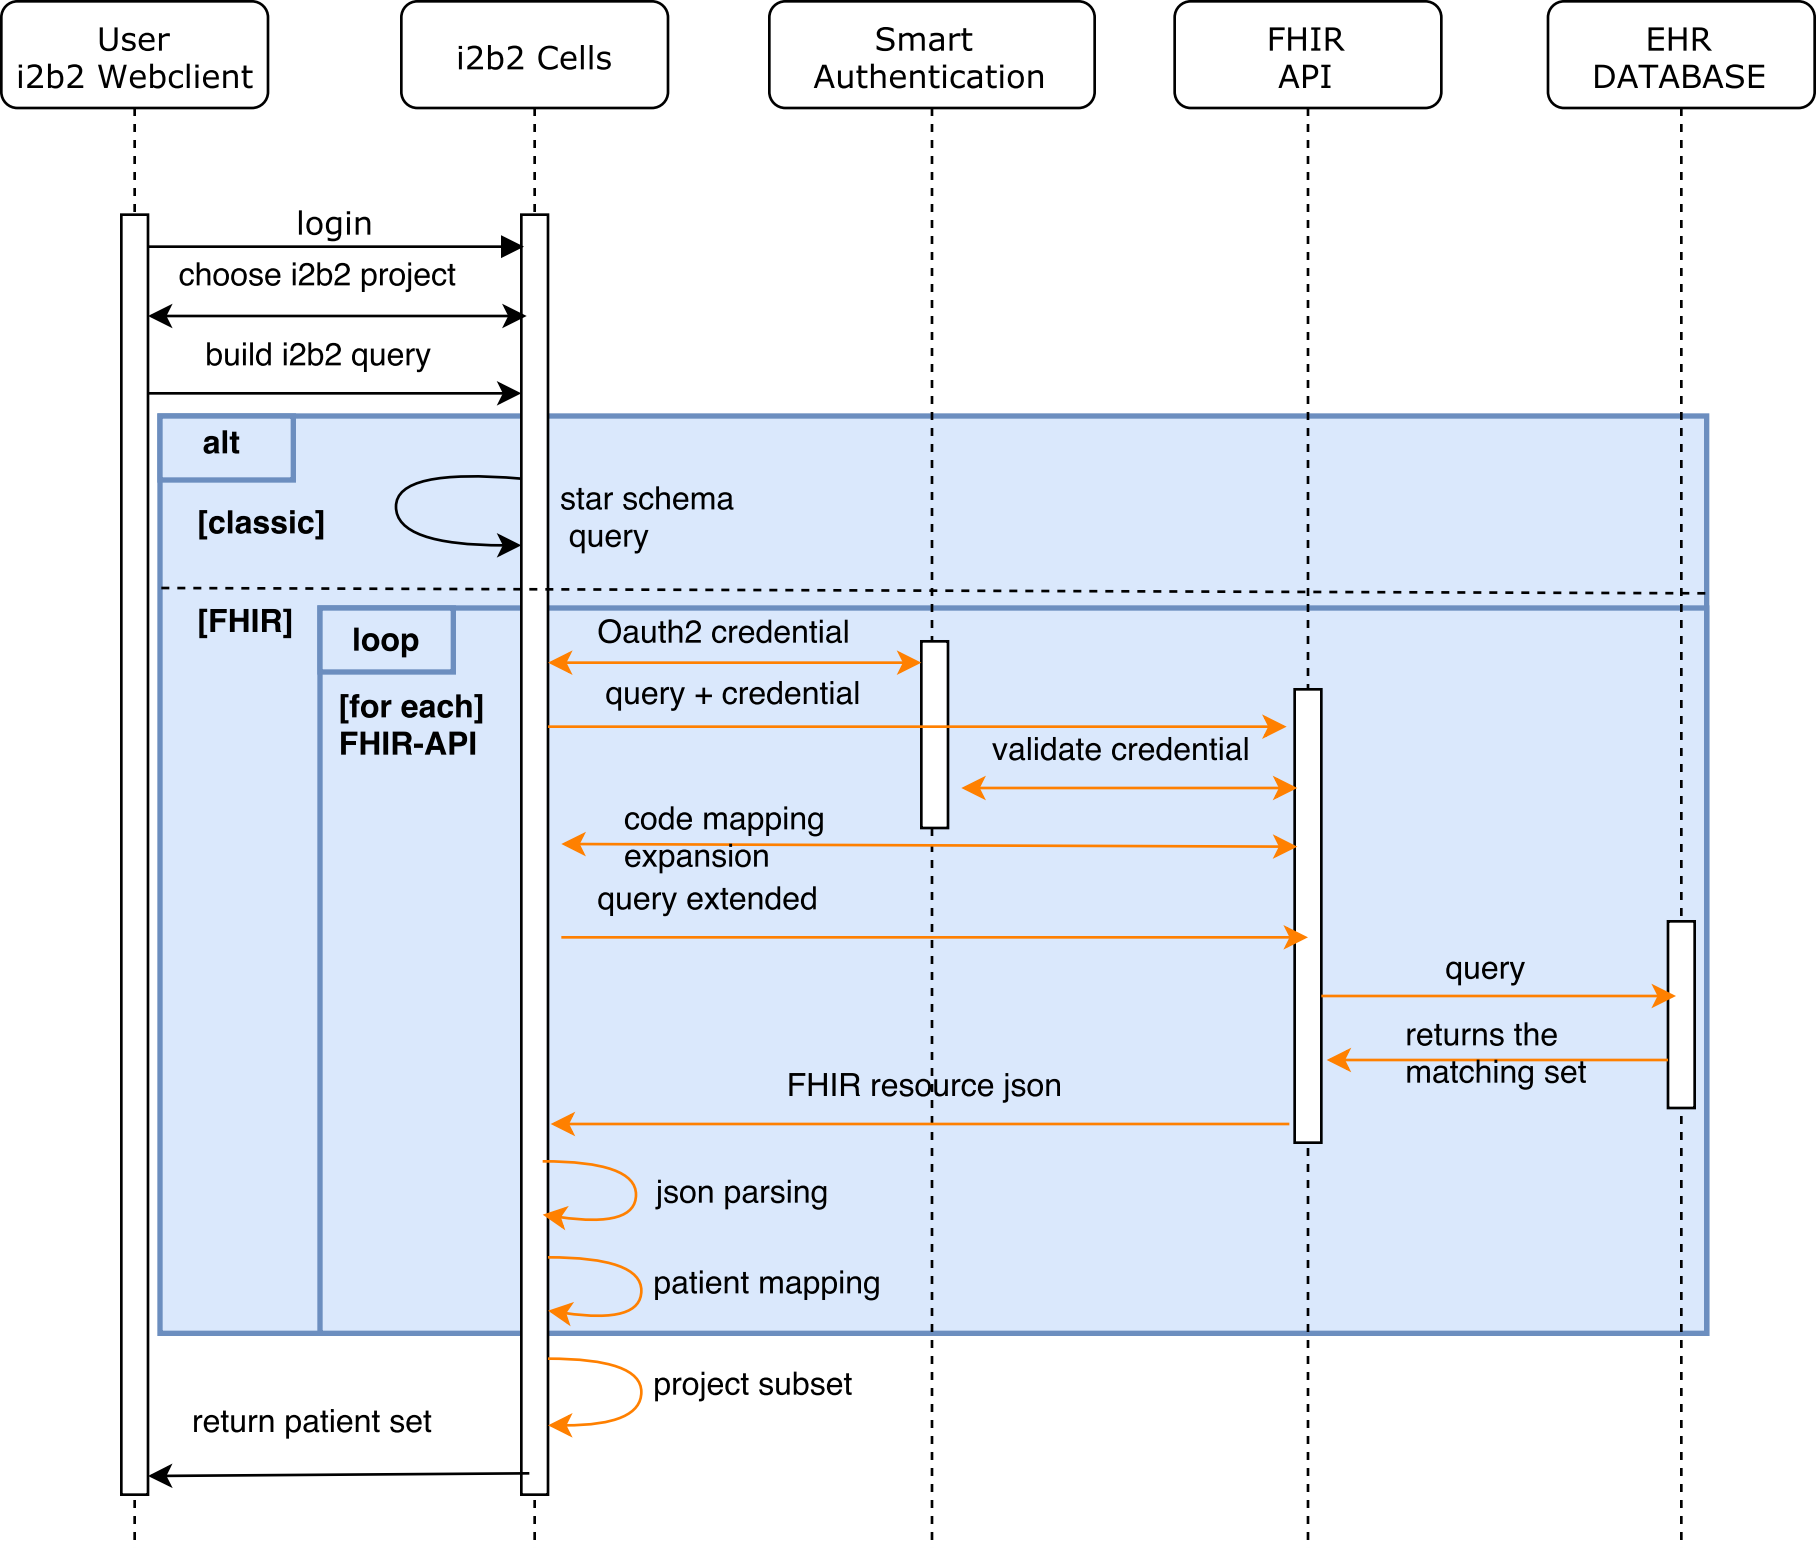 User
i2b2 Webclient
i2b2 Cells
Smart
Authentication
FHIR
API
EHR
DATABASE
login
choose i2b2 project
build i2b2 query
alt
[classic]
star schema
query
[FHIR]
loop
[for each]
FHIR-API
Oauth2 credential
query + credential
validate credential
code mapping
expansion
query extended
query
returns the
matching set
FHIR resource json
json parsing
patient mapping
project subset
return patient set